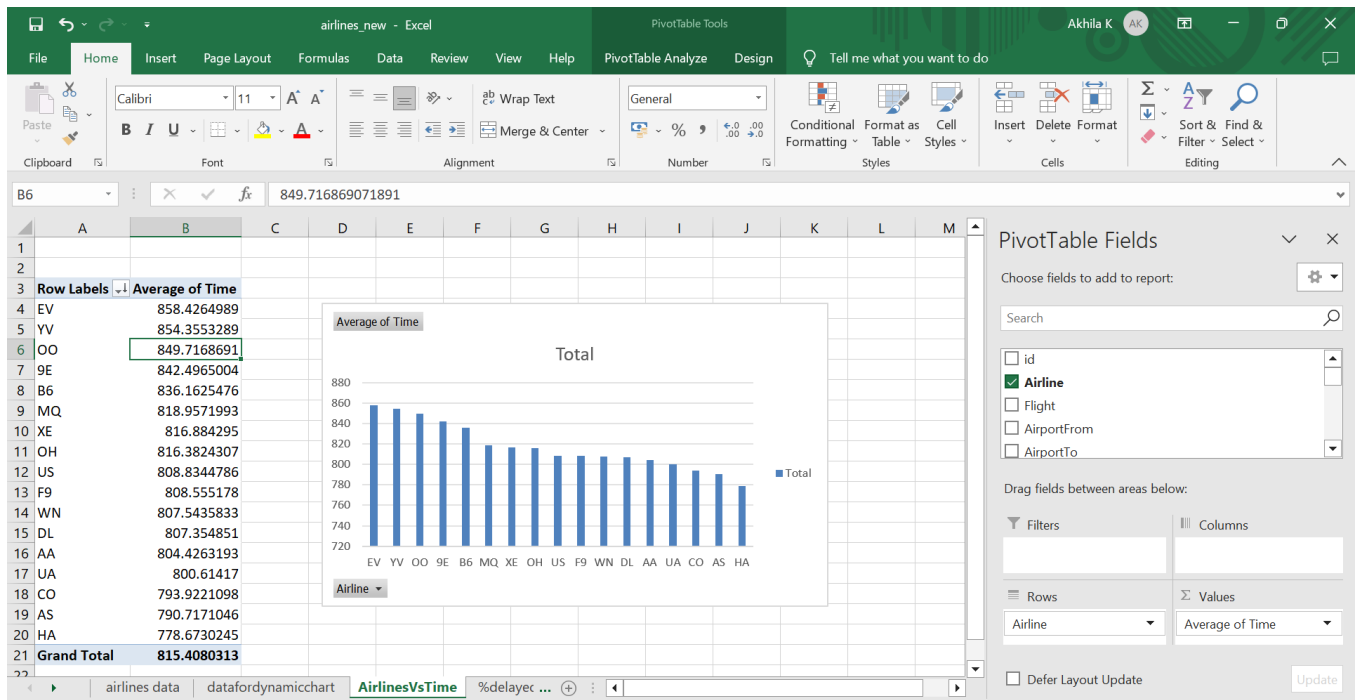 airlines_new - Excel
PivotTable Tools
Akhila K
AK
File Home Insert Page Layout Formulas Data Review View Help PivotTable Analyze Design Tell me what you want to do
Paste
Calibri 11 A A
B I U A
ab Wrap Text
Merge & Center
General
% .00 .0
Conditional Formatting
Format as Table
Cell Styles
Insert Delete Format
Sort & Filter
Find & Select
Clipboard Font Alignment Number Styles Cells Editing
B6 fx 849.716869071891
A B C D E F G H I J K L M
1
2
3 Row Labels Average of Time
4 EV 858.4264989
5 YV 854.3553289
6 OO 849.7168691
7 9E 842.4965004
8 B6 836.1625476
9 MQ 818.9571993
10 XE 816.884295
11 OH 816.3824307
12 US 808.8344786
13 F9 808.555178
14 WN 807.5435833
15 DL 807.354851
16 AA 804.4263193
17 UA 800.61417
18 CO 793.9221098
19 AS 790.7171046
20 HA 778.6730245
21 Grand Total 815.4080313
22
Average of Time
Total
880
860
840
820
800
780
760
740
720
EV YV OO 9E B6 MQ XE OH US F9 WN DL AA UA CO AS HA
Total
Airline
PivotTable Fields
Choose fields to add to report:
Search
id
Airline
Flight
AirportFrom
AirportTo
Drag fields between areas below:
Filters
Columns
Rows
Σ Values
Airline
Average of Time
Defer Layout Update
Update
airlines data datafordynamicchart AirlinesVsTime %delayed ...